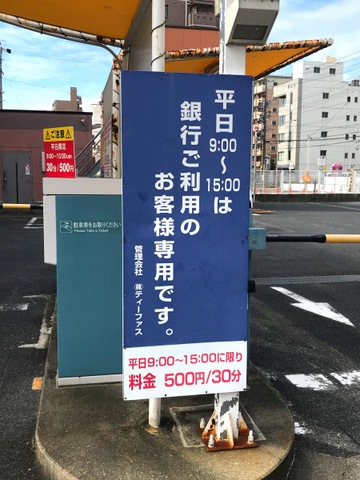 平日9:00～15:00は
銀行ご利用の
お客様専用です。
管理会社 ㈱ティーファス
平日9:00～15:00に限り
料金 500円/30分
ご注意
平日限定
9:00～15:00
30分/500円
駐車券をお取りください
Please Take a Ticket